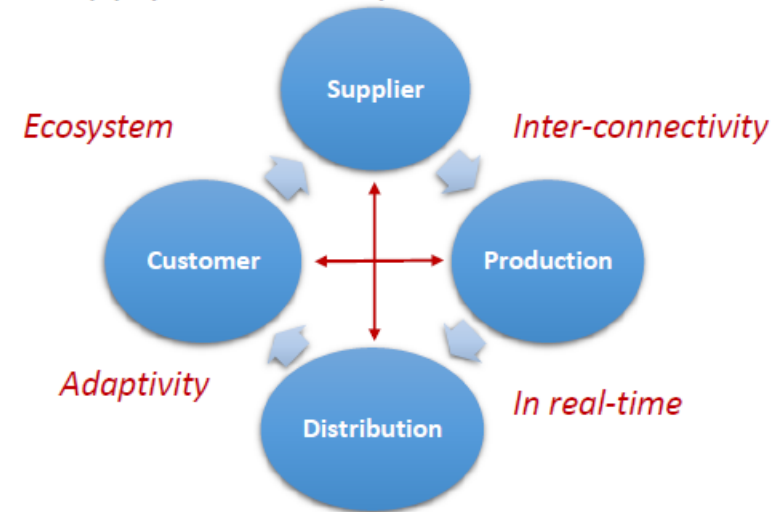 Supplier
Ecosystem
Inter-connectivity
Customer
Production
Adaptivity
In real-time
Distribution